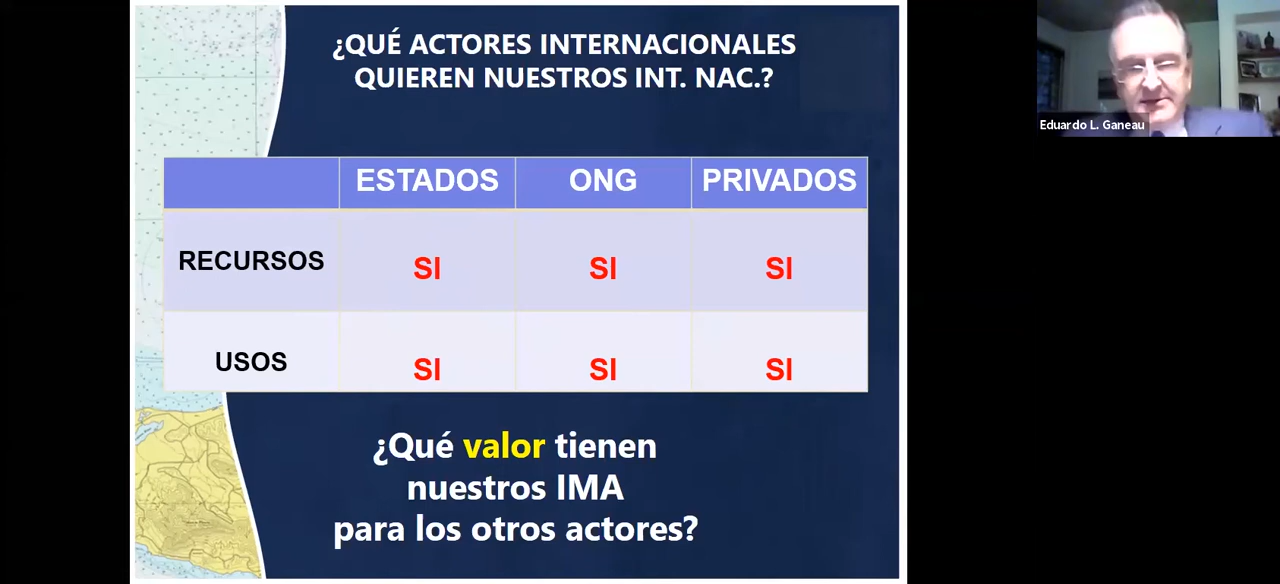 ¿QUÉ ACTORES INTERNACIONALES
QUIEREN NUESTROS INT. NAC.?
ESTADOS ONG PRIVADOS
RECURSOS SI SI SI
USOS SI SI SI
¿Qué valor tienen
nuestros IMA
para los otros actores?
Eduardo L. Ganeau